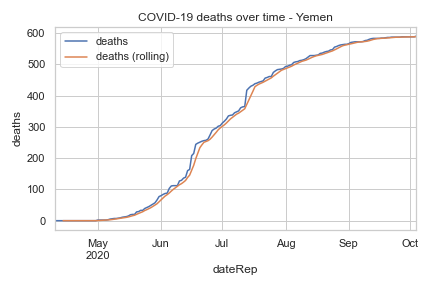 COVID-19 deaths over time - Yemen
deaths
deaths (rolling)
600
500
400
300
200
100
0
deaths
May Jun Jul Aug Sep Oct
2020
dateRep